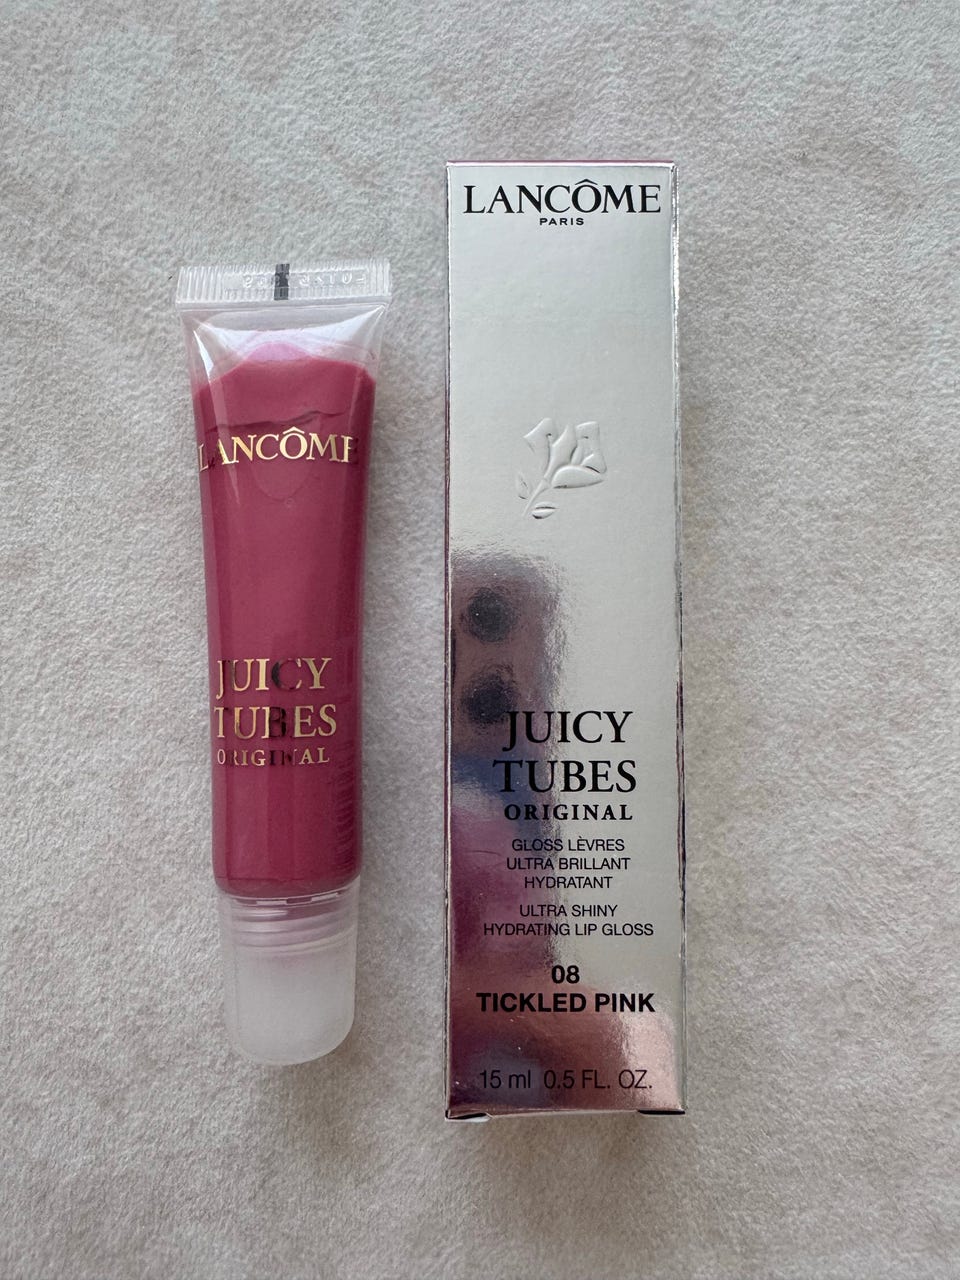 LANCÔME
JUICY
TUBES
ORIGINAL
LANCÔME
PARIS
JUICY
TUBES
ORIGINAL
GLOSS LÈVRES
ULTRA BRILLANT
HYDRATANT
ULTRA SHINY
HYDRATING LIP GLOSS
08
TICKLED PINK
15 ml 0.5 FL. OZ.